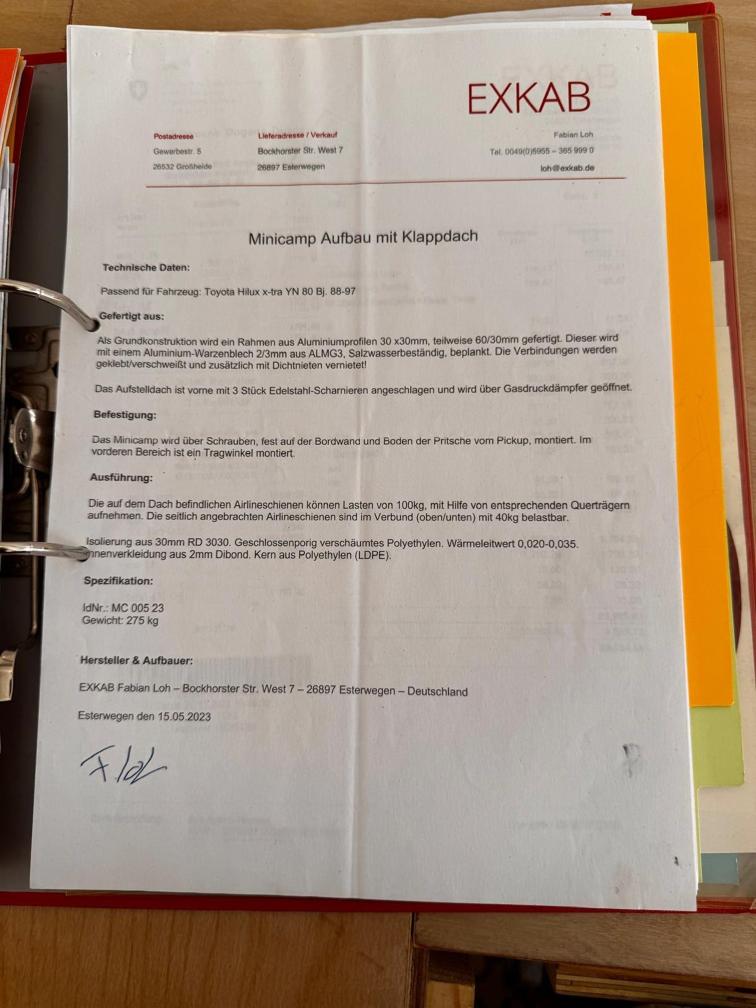 EXKAB
Postadresse
Gewerbestr. 5
26532 Großheide
Lieferadresse / Verkauf
Bockhorster Str. West 7
26897 Esterwegen
Fabian Loh
Tel. 0049(0)5955 – 365 999 0
loh@exkab.de
Minicamp Aufbau mit Klappdach
Technische Daten:
Passend für Fahrzeug: Toyota Hilux x-tra YN 80 Bj. 88-97
Gefertigt aus:
Als Grundkonstruktion wird ein Rahmen aus Aluminiumprofilen 30 x30mm, teilweise 60/30mm gefertigt. Dieser wird
mit einem Aluminium-Warzenblech 2/3mm aus ALMG3, Salzwasserbeständig, beplankt. Die Verbindungen werden
geklebt/verschweißt und zusätzlich mit Dichtnieten vernietet!
Das Aufstelldach ist vorne mit 3 Stück Edelstahl-Scharnieren angeschlagen und wird über Gasdruckdämpfer geöffnet.
Befestigung:
Das Minicamp wird über Schrauben, fest auf der Bordwand und Boden der Pritsche vom Pickup, montiert. Im
vorderen Bereich ist ein Tragwinkel montiert.
Ausführung:
Die auf dem Dach befindlichen Airlineschienen können Lasten von 100kg, mit Hilfe von entsprechenden Querträgern
aufnehmen. Die seitlich angebrachten Airlineschienen sind im Verbund (oben/unten) mit 40kg belastbar.
Isolierung aus 30mm RD 3030. Geschlossenporig verschäumtes Polyethylen. Wärmeleitwert 0,020-0,035.
nnenverkleidung aus 2mm Dibond. Kern aus Polyethylen (LDPE).
Spezifikation:
IdNr.: MC 005 23
Gewicht: 275 kg
Hersteller & Aufbauer:
EXKAB Fabian Loh – Bockhorster Str. West 7 – 26897 Esterwegen – Deutschland
Esterwegen den 15.05.2023